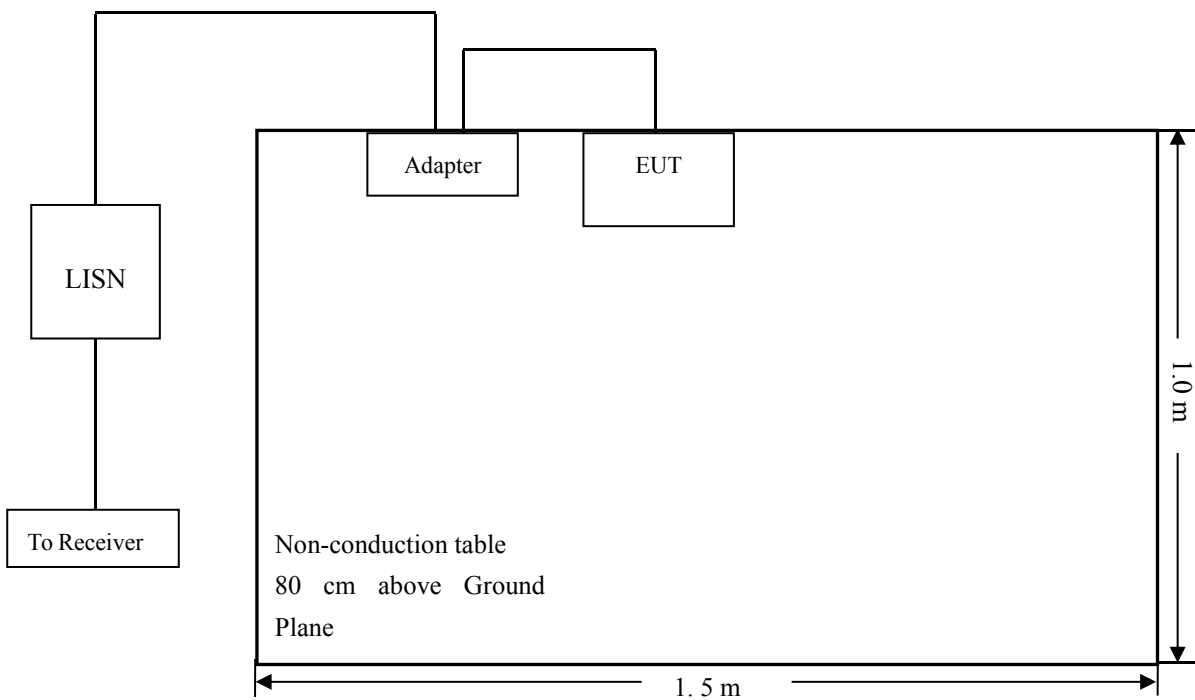 Adapter
EUT
LISN
To Receiver
Non-conduction table
80 cm above Ground
Plane
1.0 m
1. 5 m